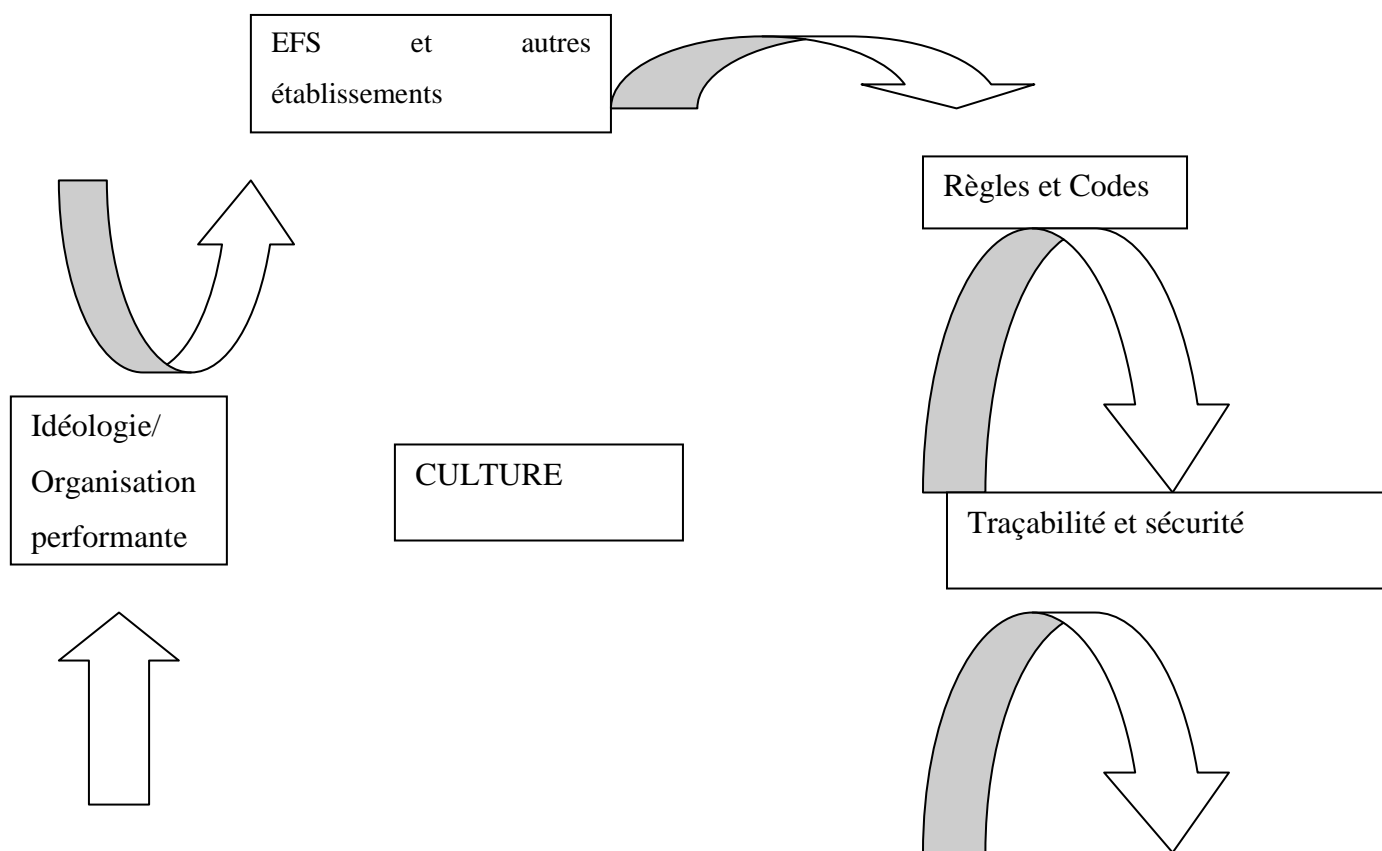 EFS et autres
établissements
Règles et Codes
Idéologie/
Organisation
performante
CULTURE
Traçabilité et sécurité